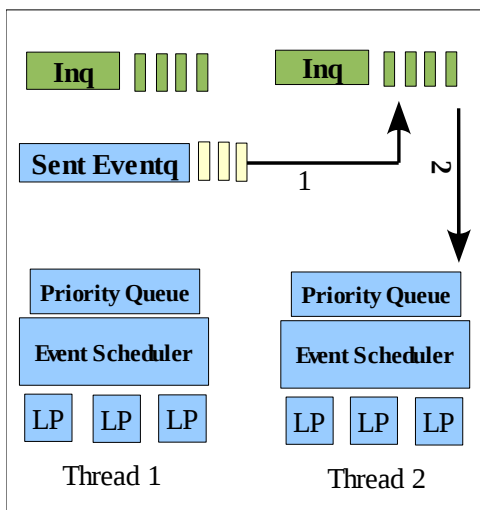 Inq Inq
Sent Eventq
1
2
Priority Queue Priority Queue
Event Scheduler Event Scheduler
LP LP LP LP LP LP
Thread 1 Thread 2